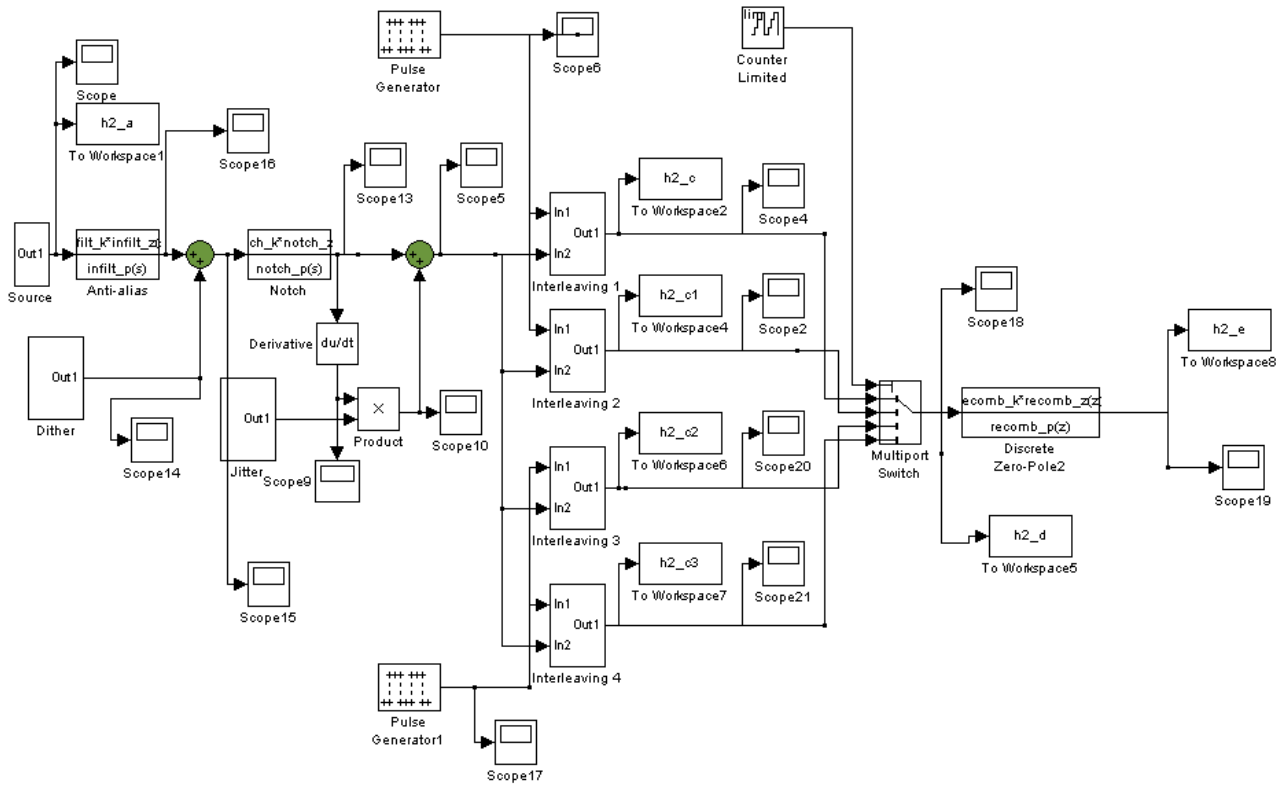 Pulse
Generator
Scope6
lim
Counter
Limited
Scope
h2_a
To Workspace1
Scope16
Scope13
Scope5
h2_c
To Workspace2
Scope4
In1
In2
Out1
Interleaving 1
Out1
Source
filt_k*infilt_z(
infilt_p(s)
Anti-alias
+
+
ch_k*notch_z
notch_p(s)
Notch
+
+
h2_c1
To Workspace4
Scope2
In1
In2
Out1
Interleaving 2
Scope18
h2_e
To Workspace8
Derivative
du/dt
Out1
Dither
Out1
Jitter
×
Product
Scope10
Scope14
Scope9
Multiport
Switch
ecomb_k*recomb_z(z
recomb_p(z)
Discrete
Zero-Pole2
Scope19
h2_c2
To Workspace6
Scope20
In1
In2
Out1
Interleaving 3
h2_d
To Workspace5
Scope15
h2_c3
To Workspace7
Scope21
In1
In2
Out1
Interleaving 4
Pulse
Generator1
Scope17